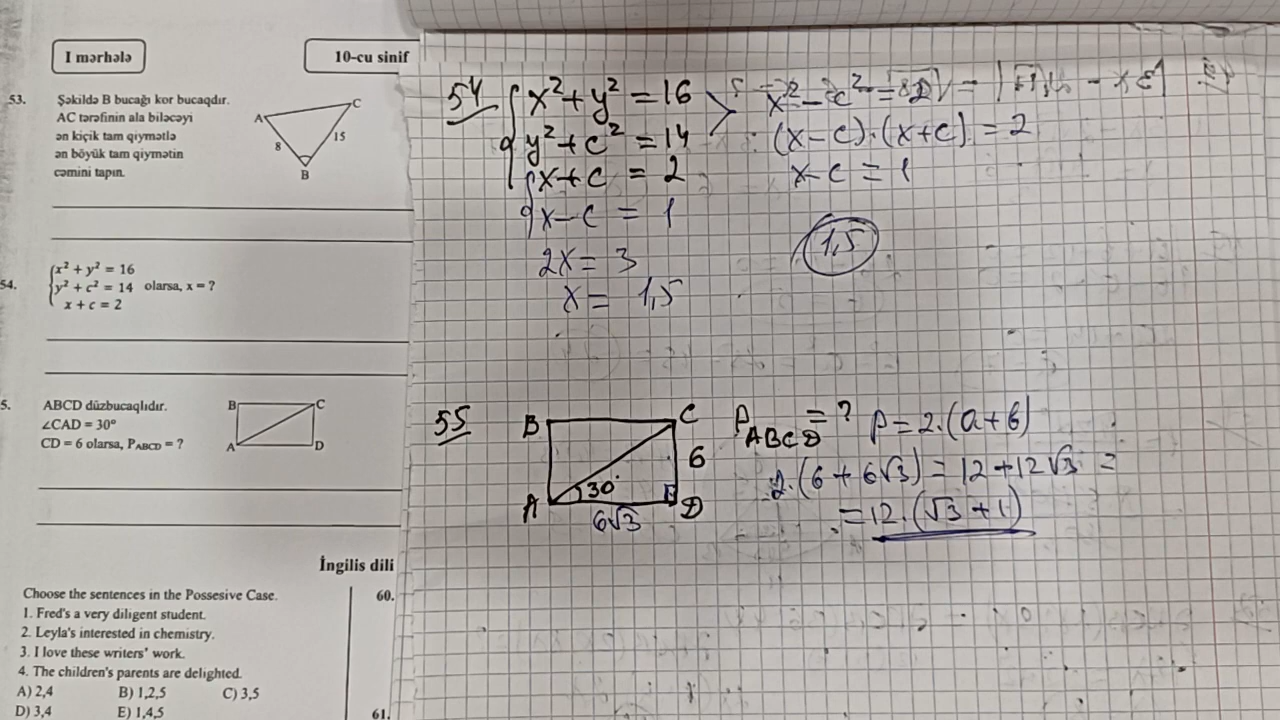 I mərhələ
10-cu sinif
53.
Şəkildə B bucağı kor bucaqdır.
AC tərəfinin ala biləcəyi
ən kiçik tam qiymətlə
ən böyük tam qiymətin
cəmini tapın.
A
C
8
15
B
54.
x² + y² = 16
y² + c² = 14 olarsa, x = ?
x + c = 2
5.
ABCD düzbucaqlıdır.
∠CAD = 30°
CD = 6 olarsa, P_ABCD = ?
B
C
A
D
İngilis dili
Choose the sentences in the Possesive Case.
1. Fred's a very diligent student.
2. Leyla's interested in chemistry.
3. I love these writers' work.
4. The children's parents are delighted.
A) 2,4 B) 1,2,5 C) 3,5
D) 3,4 E) 1,4,5
60.
61.
54
x² + y² = 16
y² + c² = 14
x + c = 2
x - c = 1
2x = 3
x = 1,5
x² - c² = 2
(x - c) · (x + c) = 2
x - c = 1
1,5
55
B
C
6
A
30°
D
6√3
P_ABCD = ? P = 2·(a+b)
2·(6 + 6√3) = 12 + 12√3 =
= 12·(√3 + 1)